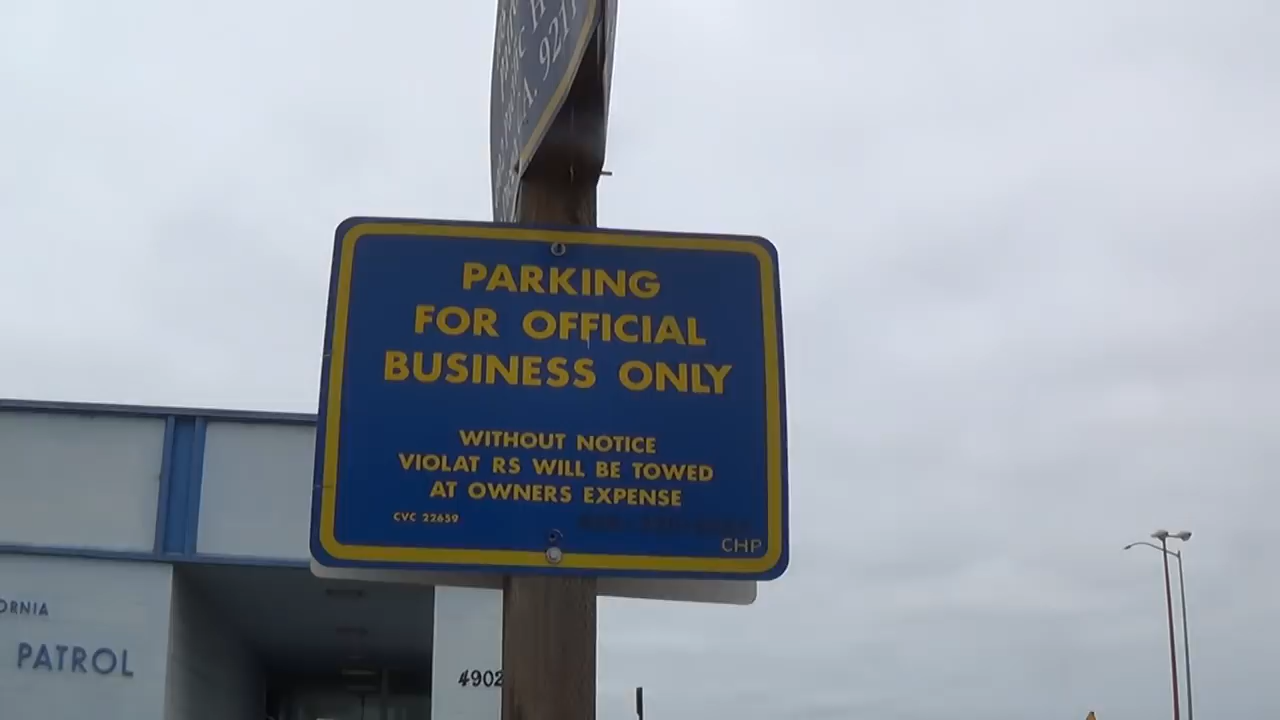 A. 921
PARKING
FOR OFFICIAL
BUSINESS ONLY
WITHOUT NOTICE
VIOLAT RS WILL BE TOWED
AT OWNERS EXPENSE
CVC 22659
CHP
ORNIA
PATROL
4902